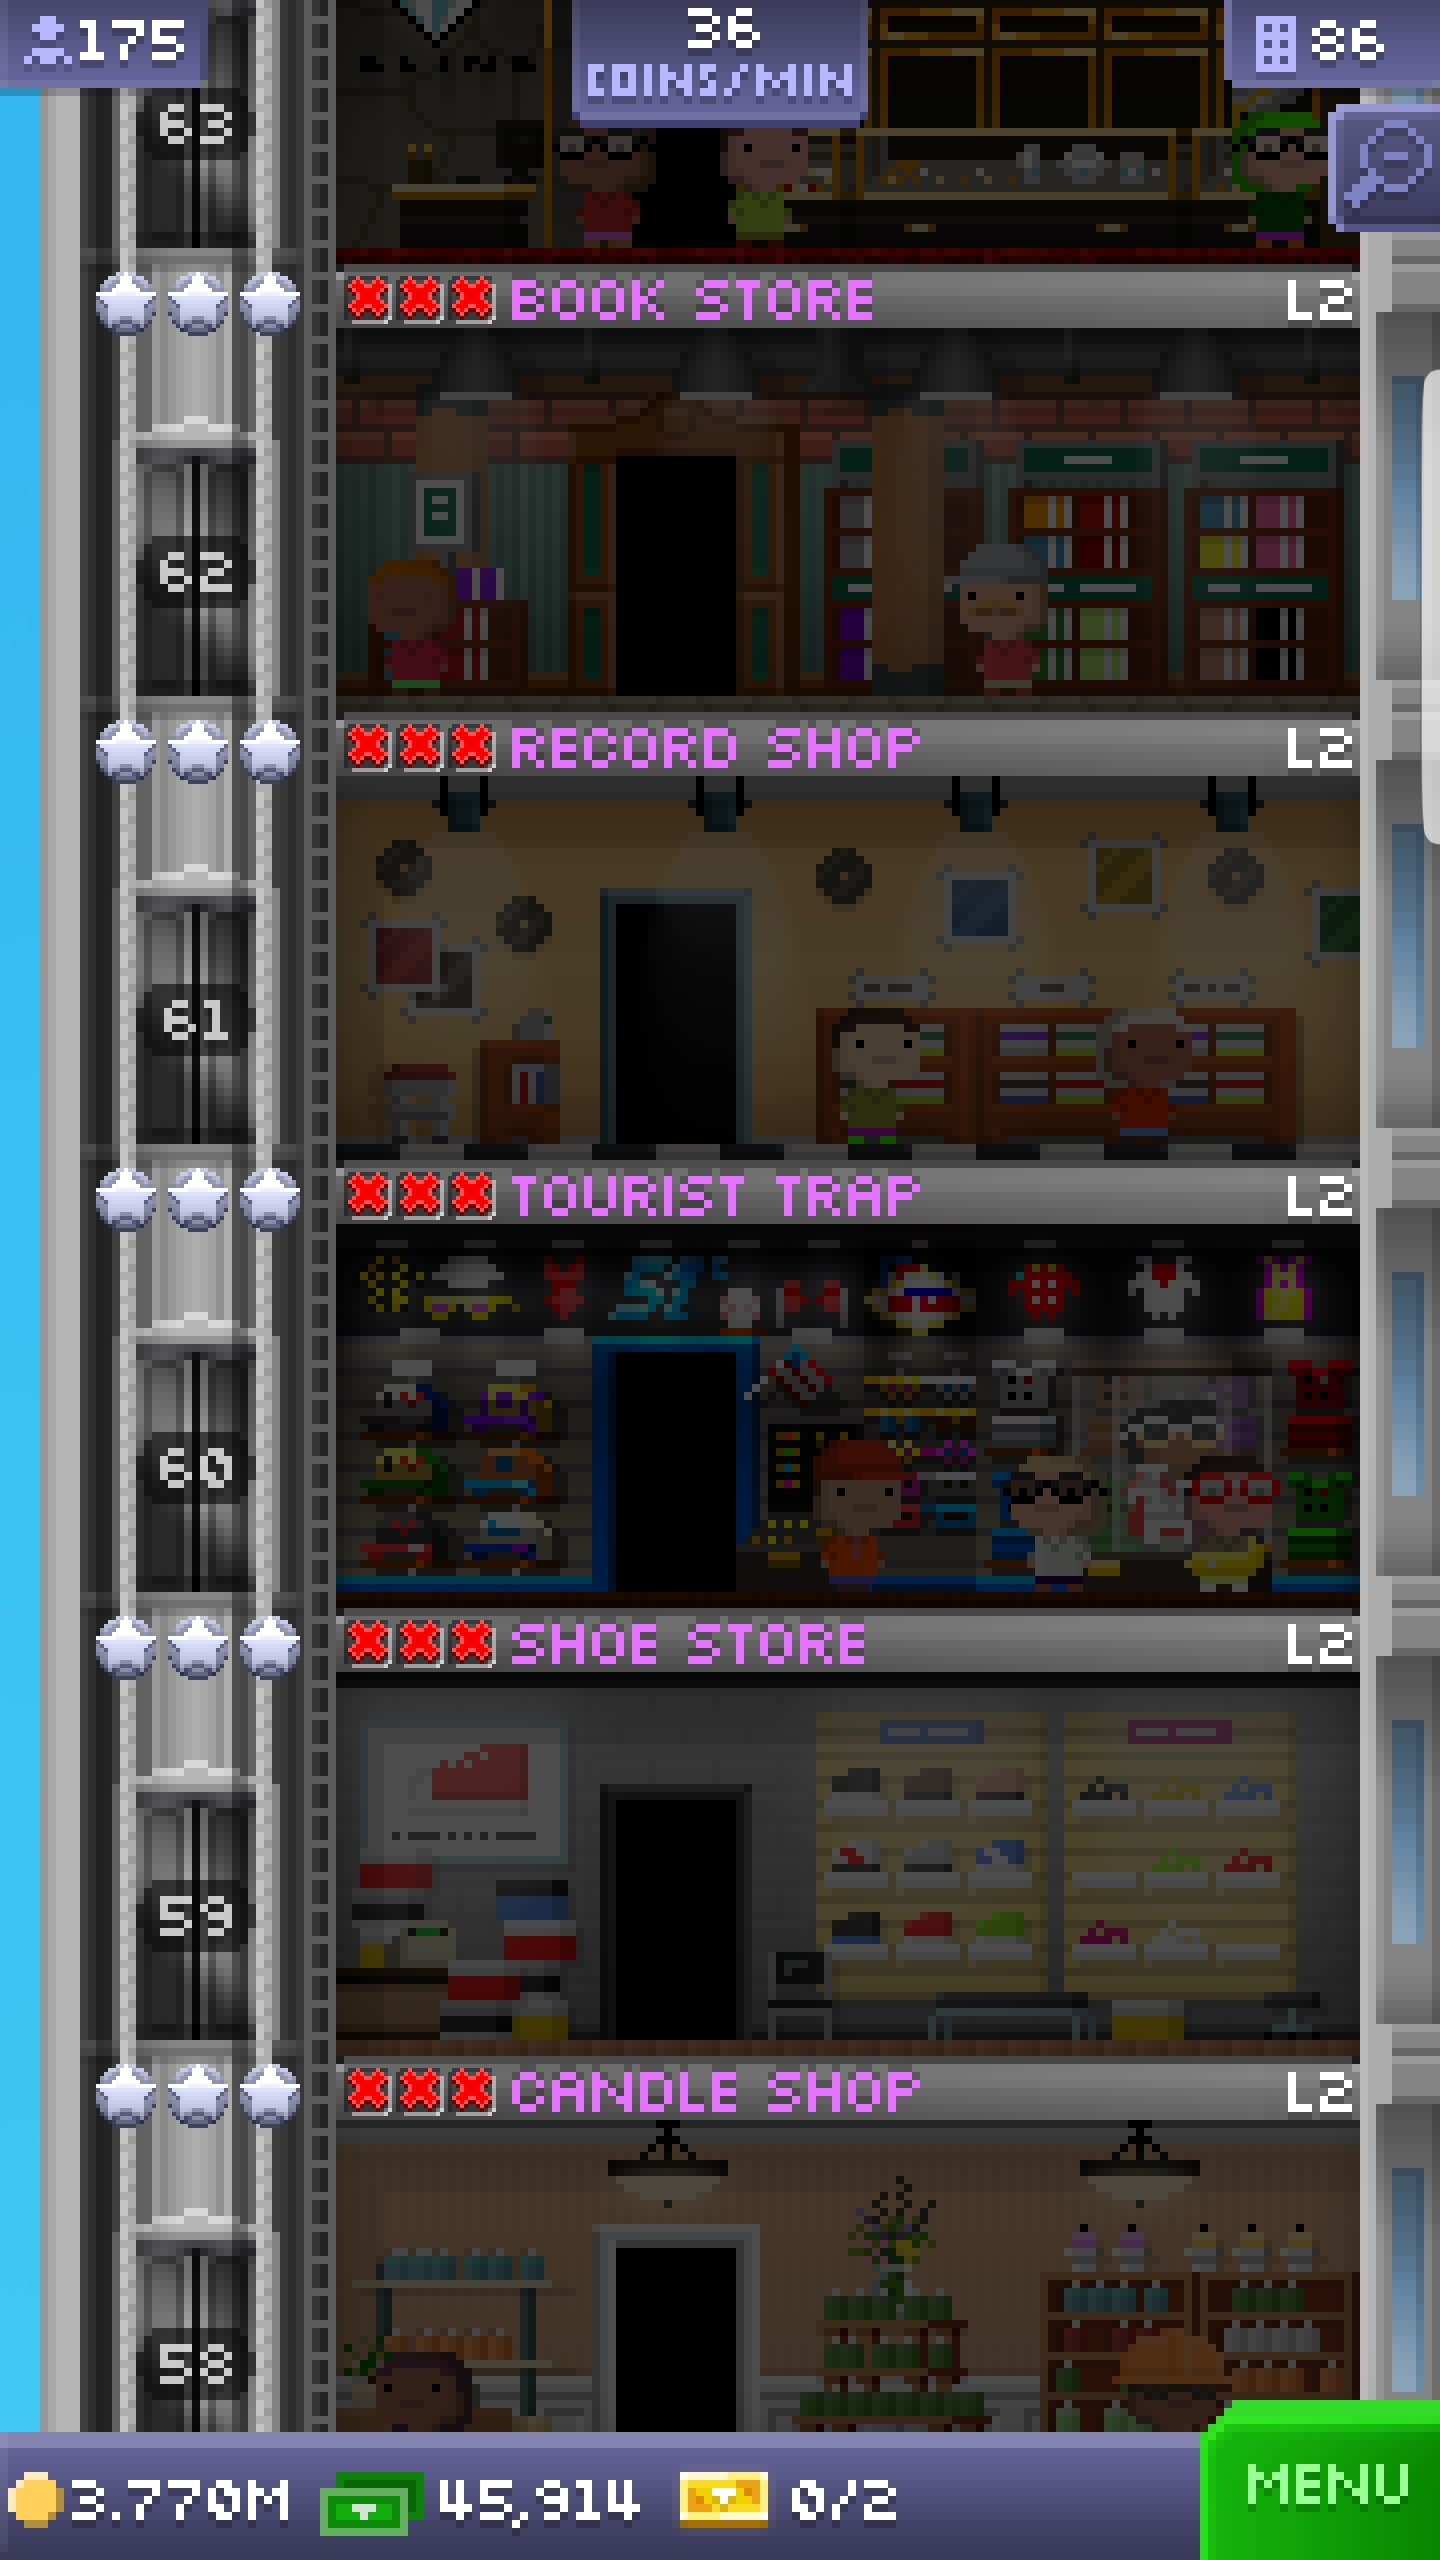 175
36
COINS/MIN
86
63
BOOK STORE L2
62
RECORD SHOP L2
61
TOURIST TRAP L2
60
SHOE STORE L2
59
CANDLE SHOP L2
58
3.770M 45,914 0/2
MENU